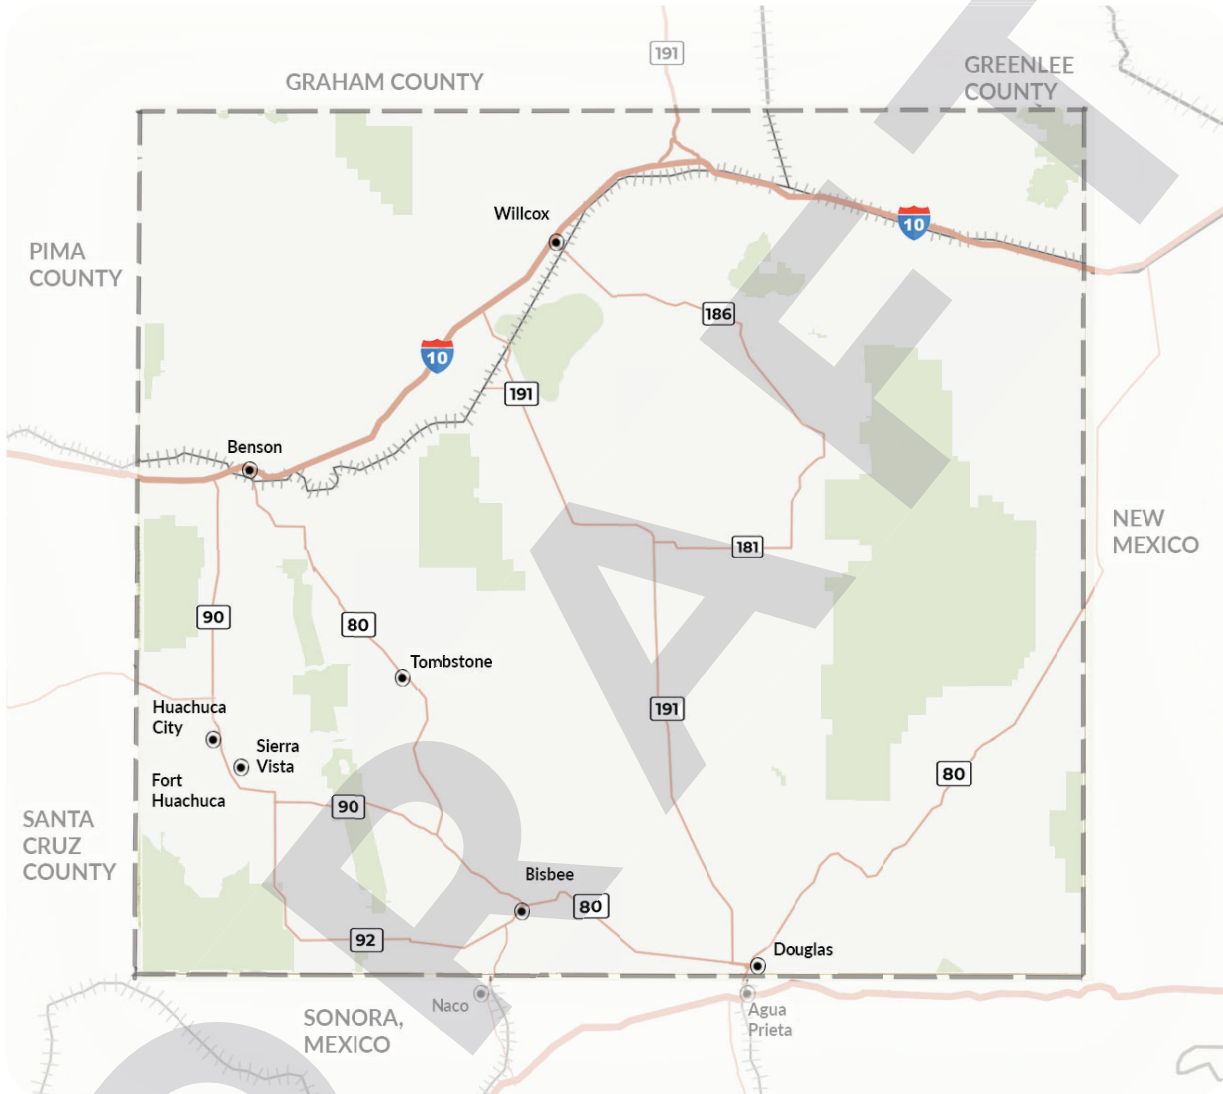 191
GRAHAM COUNTY
GREENLEE
COUNTY
Willcox
10
PIMA
COUNTY
186
10
191
Benson
NEW
MEXICO
181
90
80
Tombstone
191
Huachuca
City
Sierra
Vista
Fort
Huachuca
80
90
SANTA
CRUZ
COUNTY
Bisbee
80
92
Douglas
Naco
SONORA,
MEXICO
Agua
Prieta
DRAFT